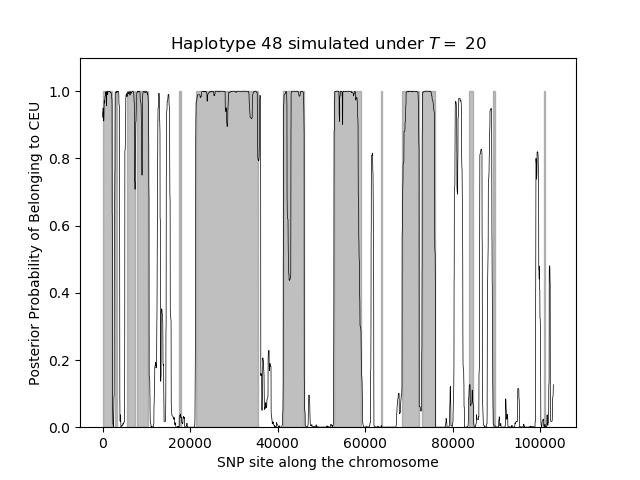 Haplotype 48 simulated under T = 20
Posterior Probability of Belonging to CEU
1.0
0.8
0.6
0.4
0.2
0.0
0 20000 40000 60000 80000 100000
SNP site along the chromosome